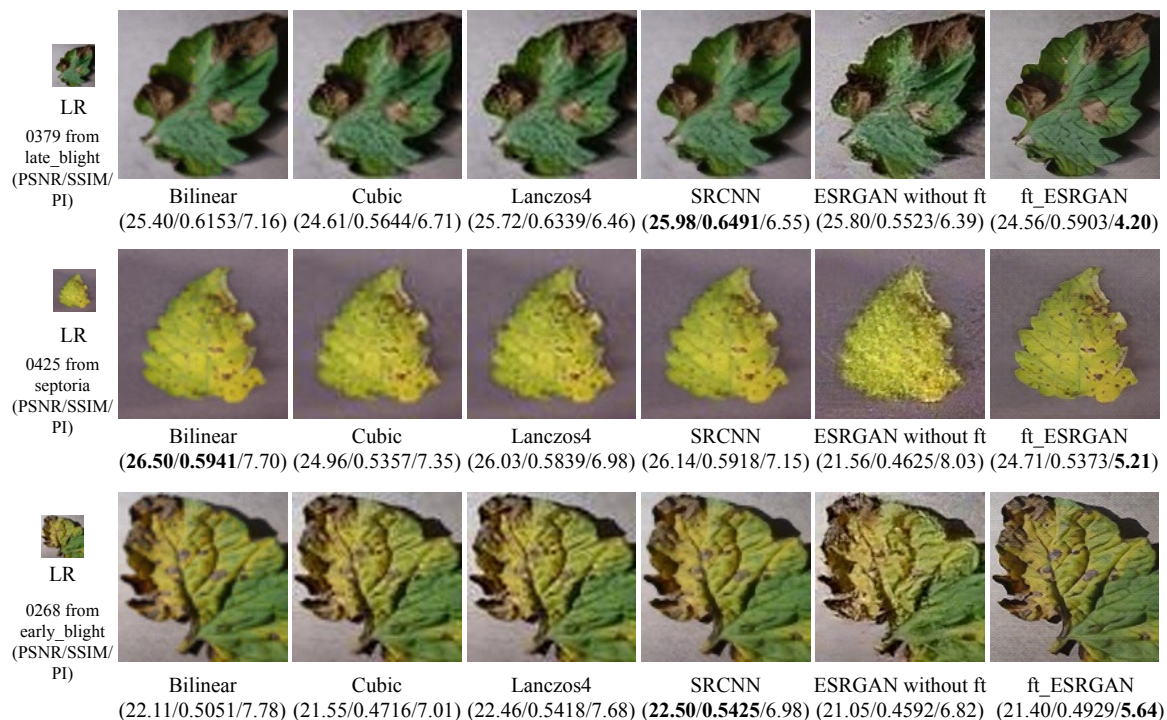 LR
0379 from
late_blight
(PSNR/SSIM/
PI)
Bilinear Cubic Lanczos4 SRCNN ESRGAN without ft ft_ESRGAN
(25.40/0.6153/7.16) (24.61/0.5644/6.71) (25.72/0.6339/6.46) (25.98/0.6491/6.55) (25.80/0.5523/6.39) (24.56/0.5903/4.20)
LR
0425 from
septoria
(PSNR/SSIM/
PI)
Bilinear Cubic Lanczos4 SRCNN ESRGAN without ft ft_ESRGAN
(26.50/0.5941/7.70) (24.96/0.5357/7.35) (26.03/0.5839/6.98) (26.14/0.5918/7.15) (21.56/0.4625/8.03) (24.71/0.5373/5.21)
LR
0268 from
early_blight
(PSNR/SSIM/
PI)
Bilinear Cubic Lanczos4 SRCNN ESRGAN without ft ft_ESRGAN
(22.11/0.5051/7.78) (21.55/0.4716/7.01) (22.46/0.5418/7.68) (22.50/0.5425/6.98) (21.05/0.4592/6.82) (21.40/0.4929/5.64)